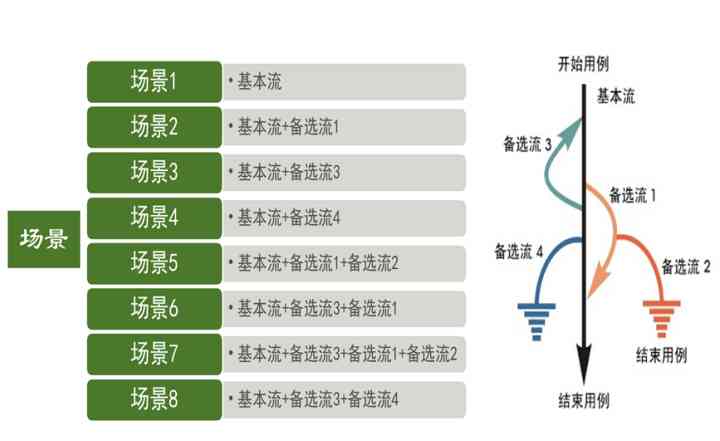 场景
场景1
• 基本流
场景2
• 基本流+备选流1
场景3
• 基本流+备选流3
场景4
• 基本流+备选流4
场景5
• 基本流+备选流1+备选流2
场景6
• 基本流+备选流3+备选流1
场景7
• 基本流+备选流3+备选流1+备选流2
场景8
• 基本流+备选流3+备选流4
开始用例
基本流
备选流 3
备选流 1
备选流 4
备选流 2
结束用例
结束用例